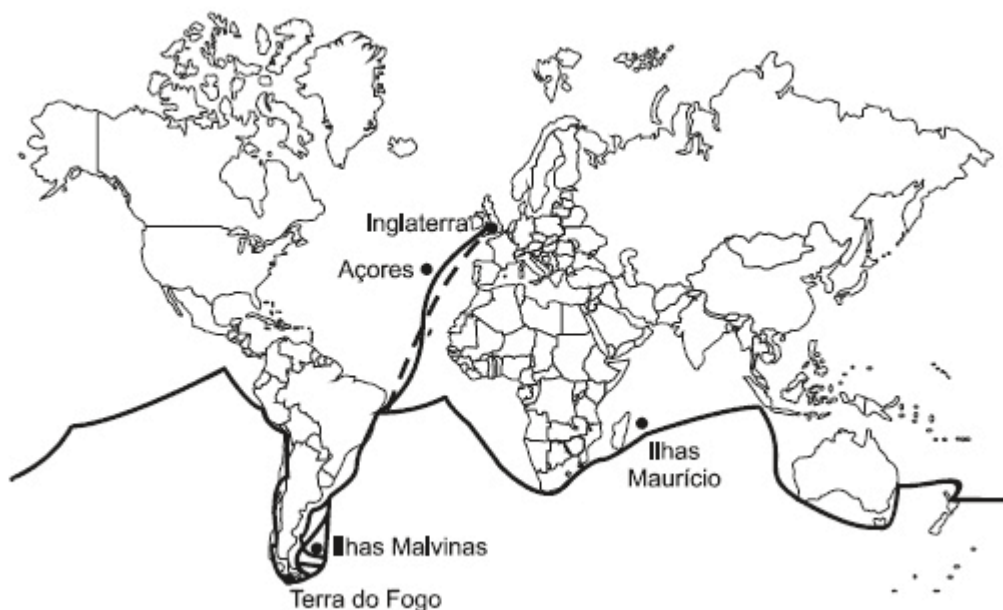 Inglaterra
Açores
Ilhas
Maurício
Ilhas Malvinas
Terra do Fogo